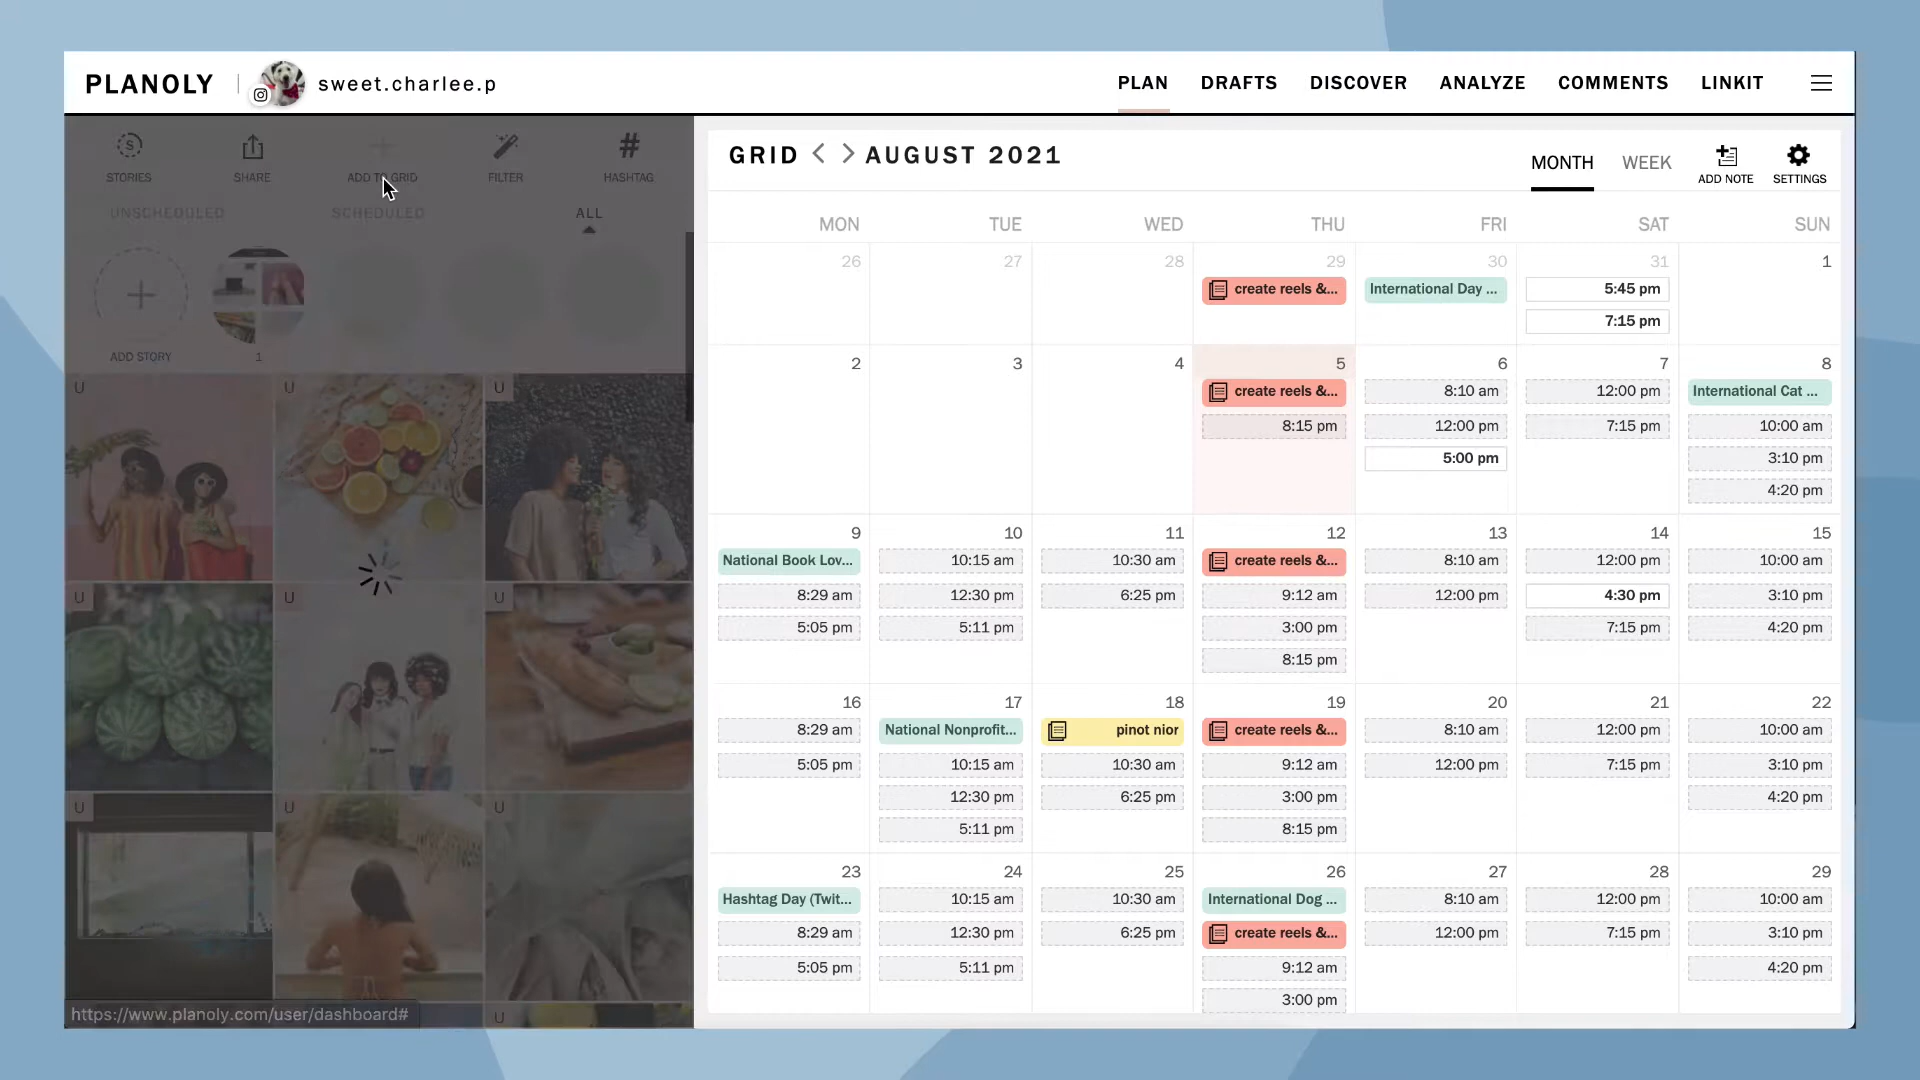 PLANOLY
sweet.charlee.p
PLAN DRAFTS DISCOVER ANALYZE COMMENTS LINKIT
S
STORIES SHARE ADD TO GRID FILTER # HASHTAG
UNSCHEDULED SCHEDULED ALL
ADD STORY 1
U U U
U U U
U U U
U
https://www.planoly.com/user/dashboard#
GRID < > AUGUST 2021
MONTH WEEK ADD NOTE SETTINGS
MON TUE WED THU FRI SAT SUN
26 27 28 29 30 31 1
create reels &... International Day ... 5:45 pm
7:15 pm
2 3 4 5 6 7 8
create reels &... 8:10 am 12:00 pm International Cat ...
8:15 pm 12:00 pm 7:15 pm 10:00 am
5:00 pm 3:10 pm
4:20 pm
9 10 11 12 13 14 15
National Book Lov... 10:15 am 10:30 am create reels &... 8:10 am 12:00 pm 10:00 am
8:29 am 12:30 pm 6:25 pm 9:12 am 12:00 pm 4:30 pm 3:10 pm
5:05 pm 5:11 pm 3:00 pm 7:15 pm 4:20 pm
8:15 pm
16 17 18 19 20 21 22
8:29 am National Nonprofit... pinot nior create reels &... 8:10 am 12:00 pm 10:00 am
5:05 pm 10:15 am 10:30 am 9:12 am 12:00 pm 7:15 pm 3:10 pm
12:30 pm 6:25 pm 3:00 pm 4:20 pm
5:11 pm 8:15 pm
23 24 25 26 27 28 29
Hashtag Day (Twit... 10:15 am 10:30 am International Dog ... 8:10 am 12:00 pm 10:00 am
8:29 am 12:30 pm 6:25 pm create reels &... 12:00 pm 7:15 pm 3:10 pm
5:05 pm 5:11 pm 9:12 am 4:20 pm
3:00 pm